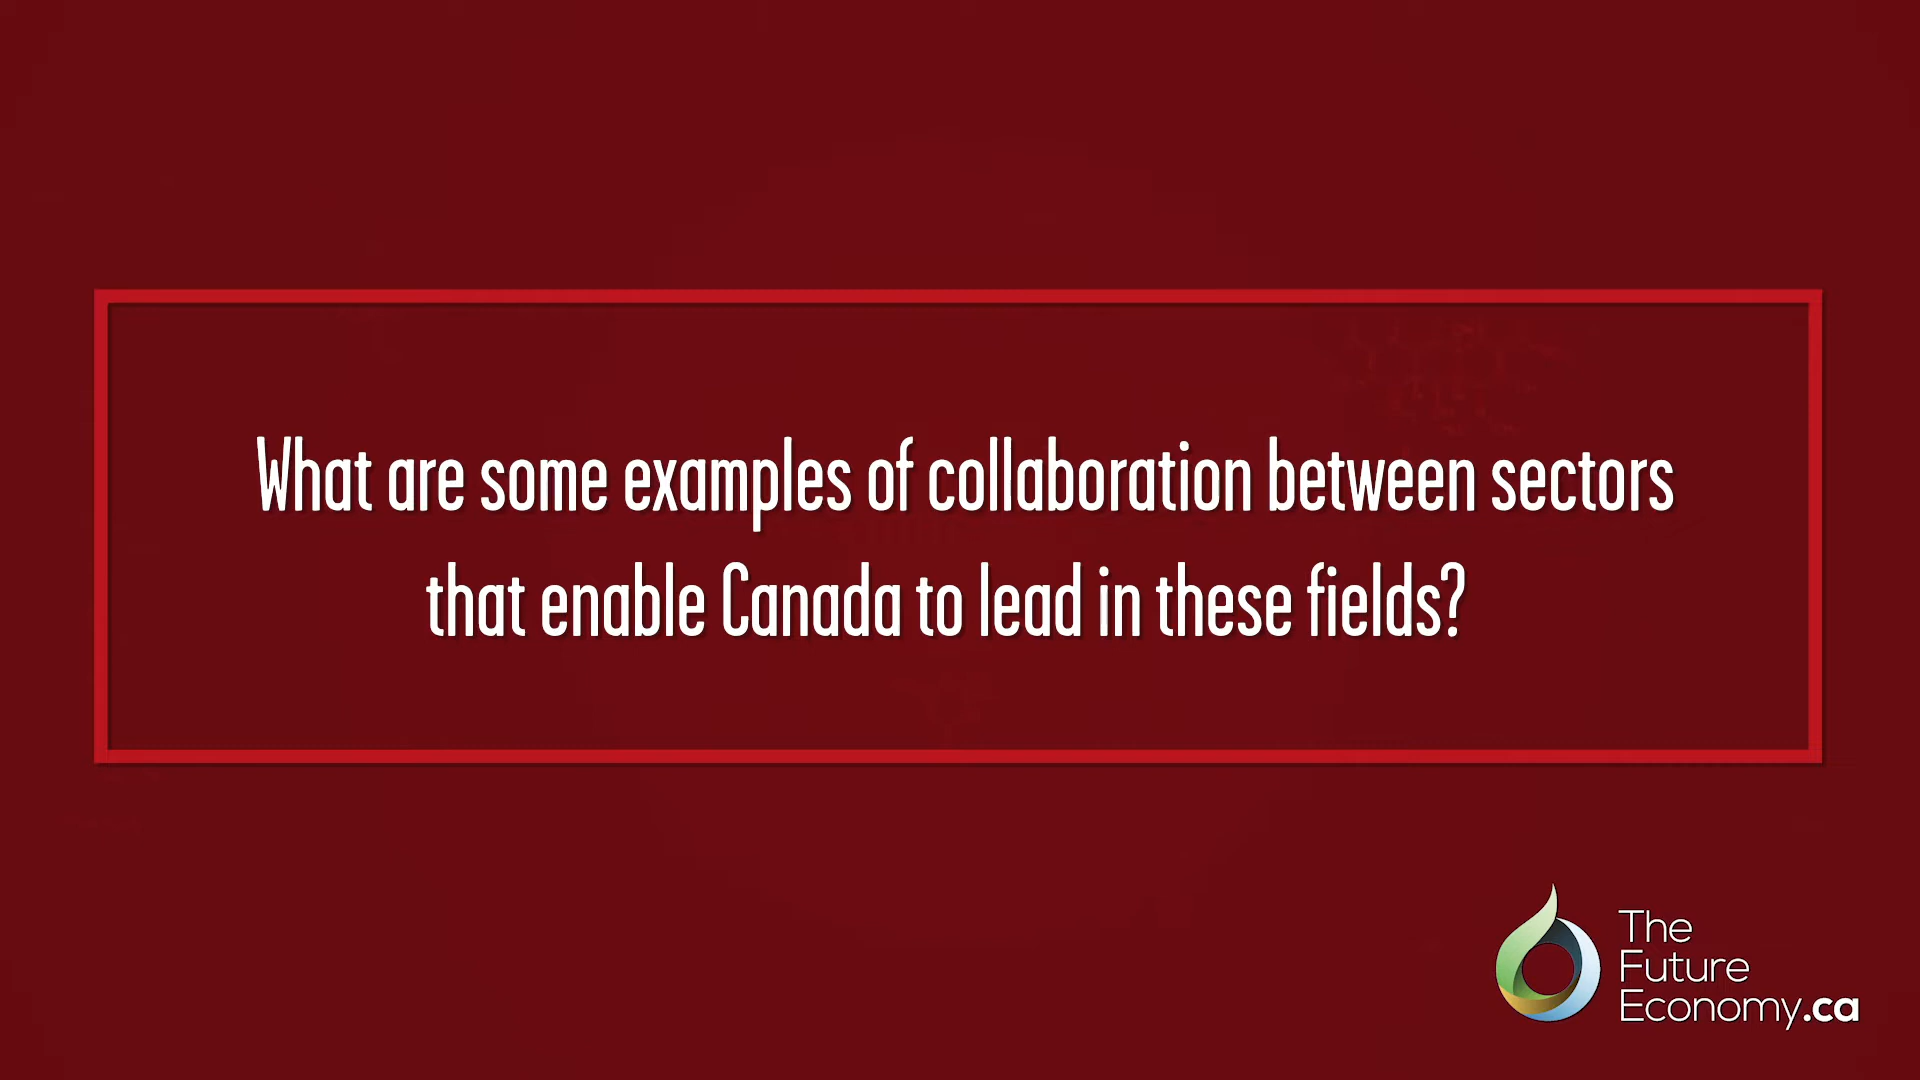 What are some examples of collaboration between sectors
that enable Canada to lead in these fields?
The
Future
Economy.ca